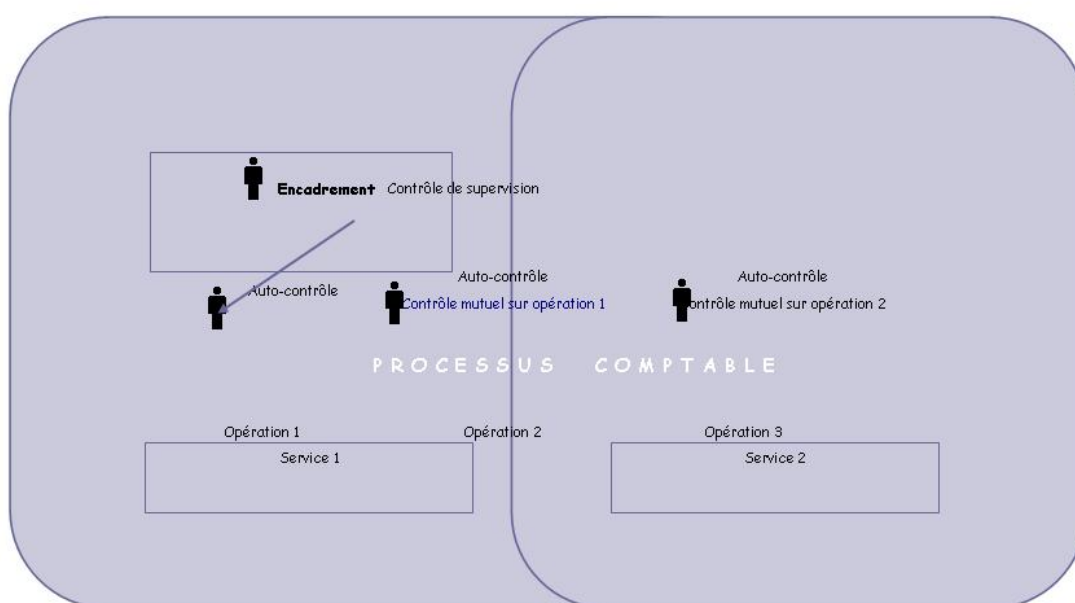 Encadrement Contrôle de supervision
Auto-contrôle
Auto-contrôle
Auto-contrôle
Contrôle mutuel sur opération 1
ontrôle mutuel sur opération 2
PROCESSUS COMPTABLE
Opération 1
Opération 2
Opération 3
Service 1
Service 2